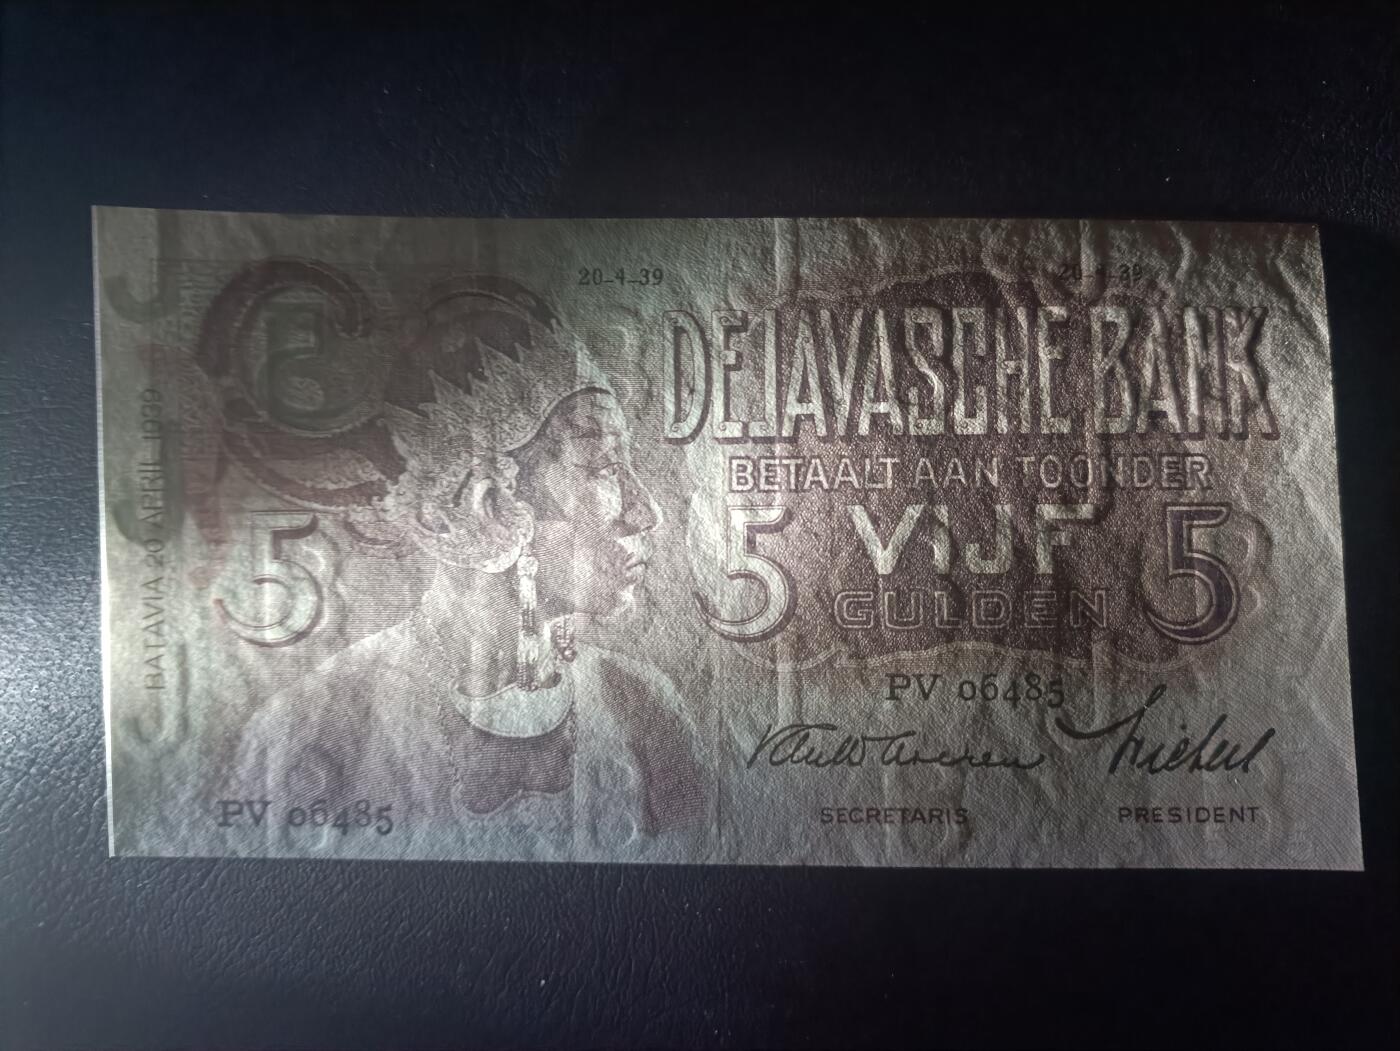 20-4-39
20-4-39
DE JAVASCHE BANK
BETAALT AAN TOONDER
5
5 VIJF 5
GULDEN
5
PV 06485
SECRETARIS
PRESIDENT
PV 06485
BATAVIA 20 APRIL 1939